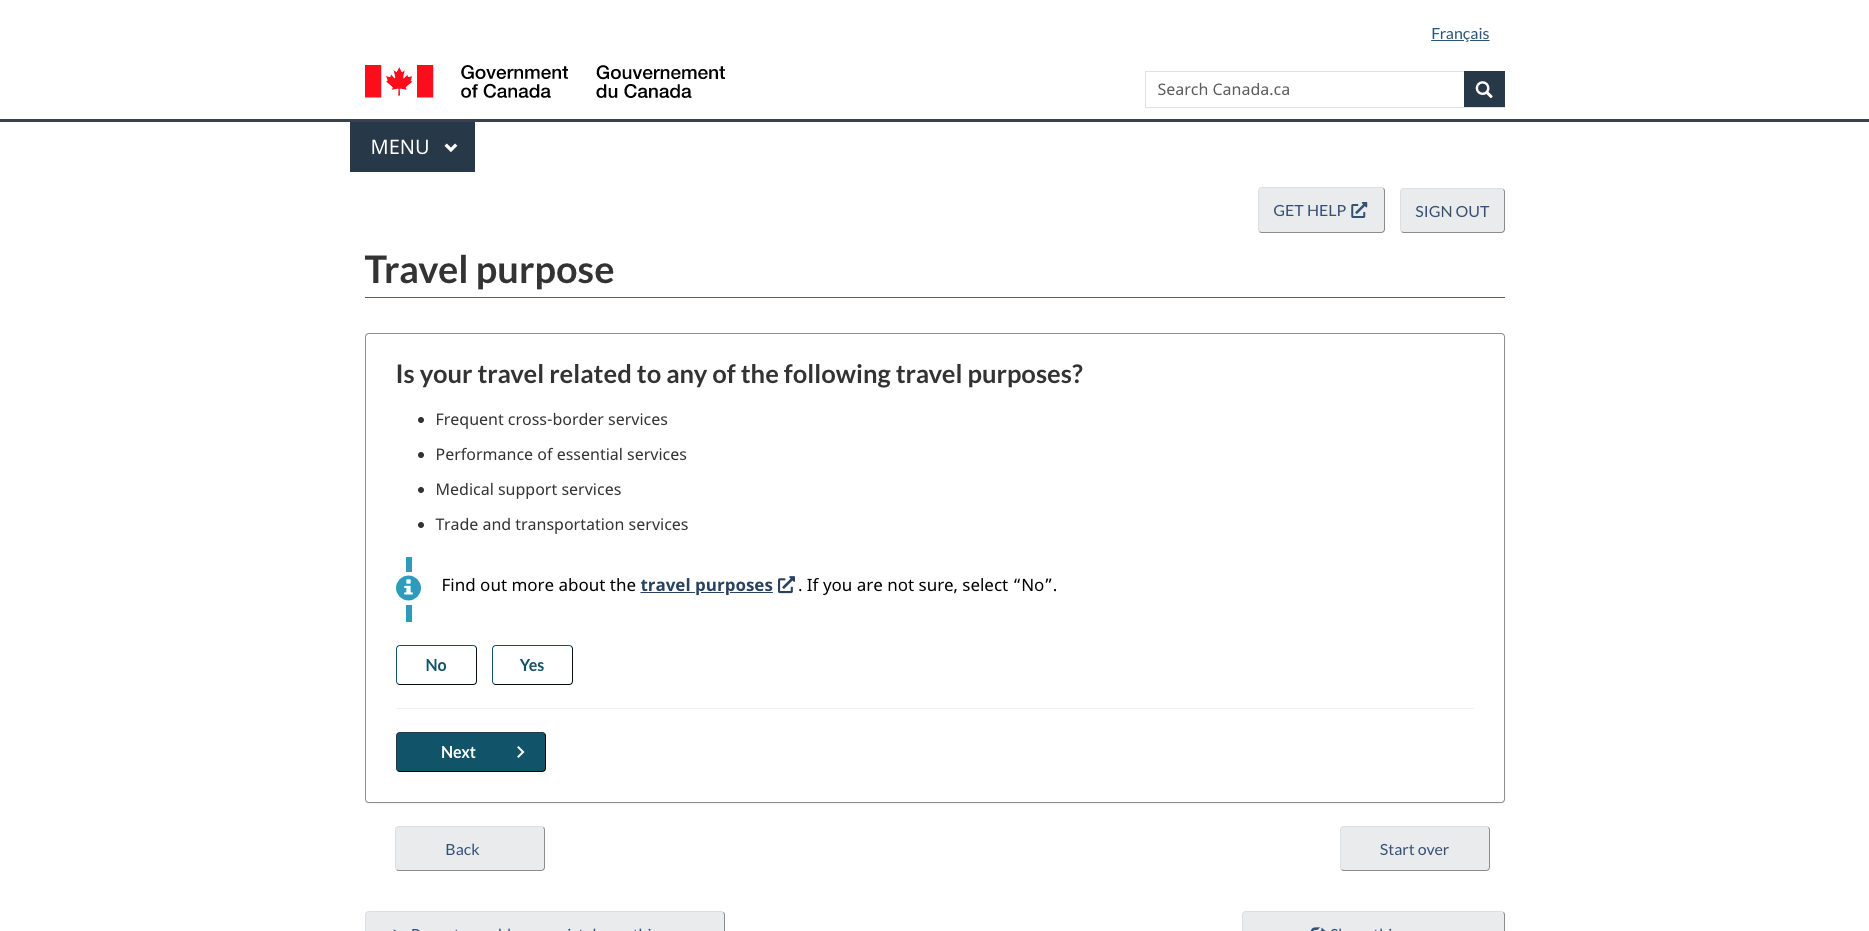 Français
Government of Canada
Gouvernement du Canada
Search Canada.ca
MENU
GET HELP
SIGN OUT
Travel purpose
Is your travel related to any of the following travel purposes?
Frequent cross-border services
Performance of essential services
Medical support services
Trade and transportation services
Find out more about the travel purposes. If you are not sure, select “No”.
No
Yes
Next
Back
Start over